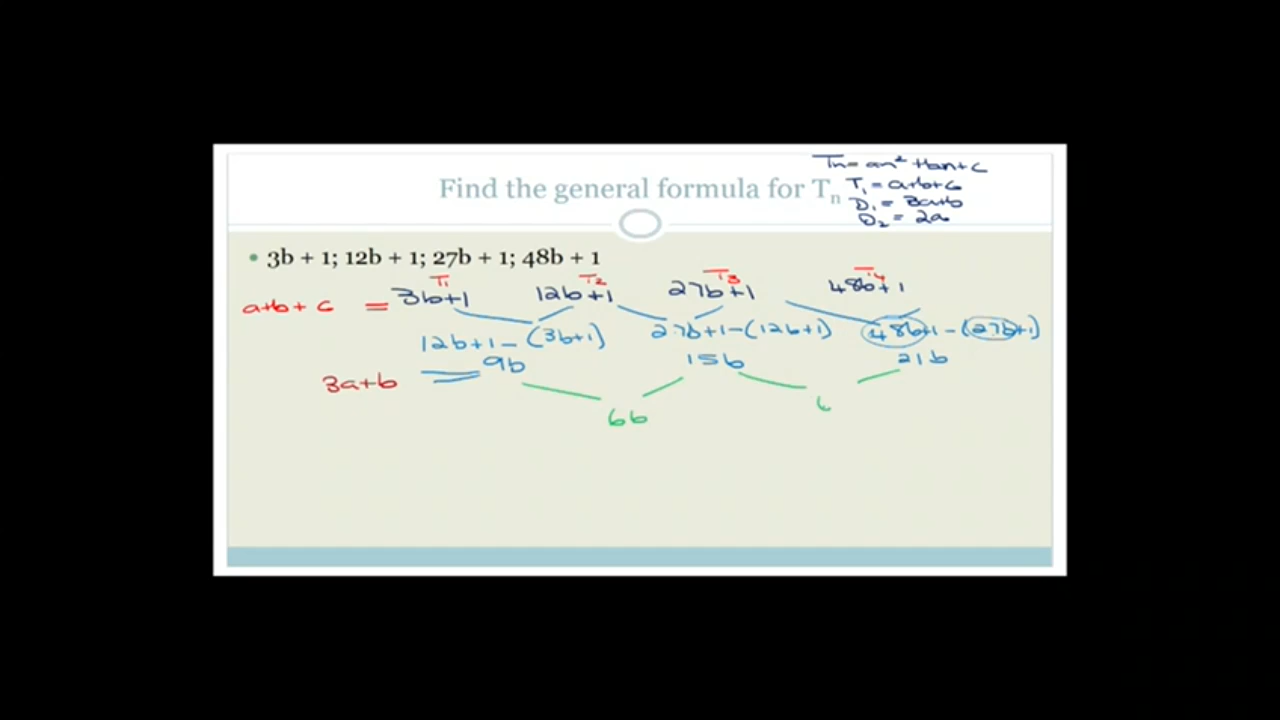 Tn = an² + bn + c
Find the general formula for Tn
T1 = a+b+c
D1 = 3a+b
D2 = 2a
• 3b + 1; 12b + 1; 27b + 1; 48b + 1
T1 T2 T3 T4
a+b+c = 3b+1 12b+1 27b+1 48b+1
12b+1-(3b+1) 27b+1-(12b+1) 48b+1-(27b+1)
3a+b = 9b 15b 21b
6b 6